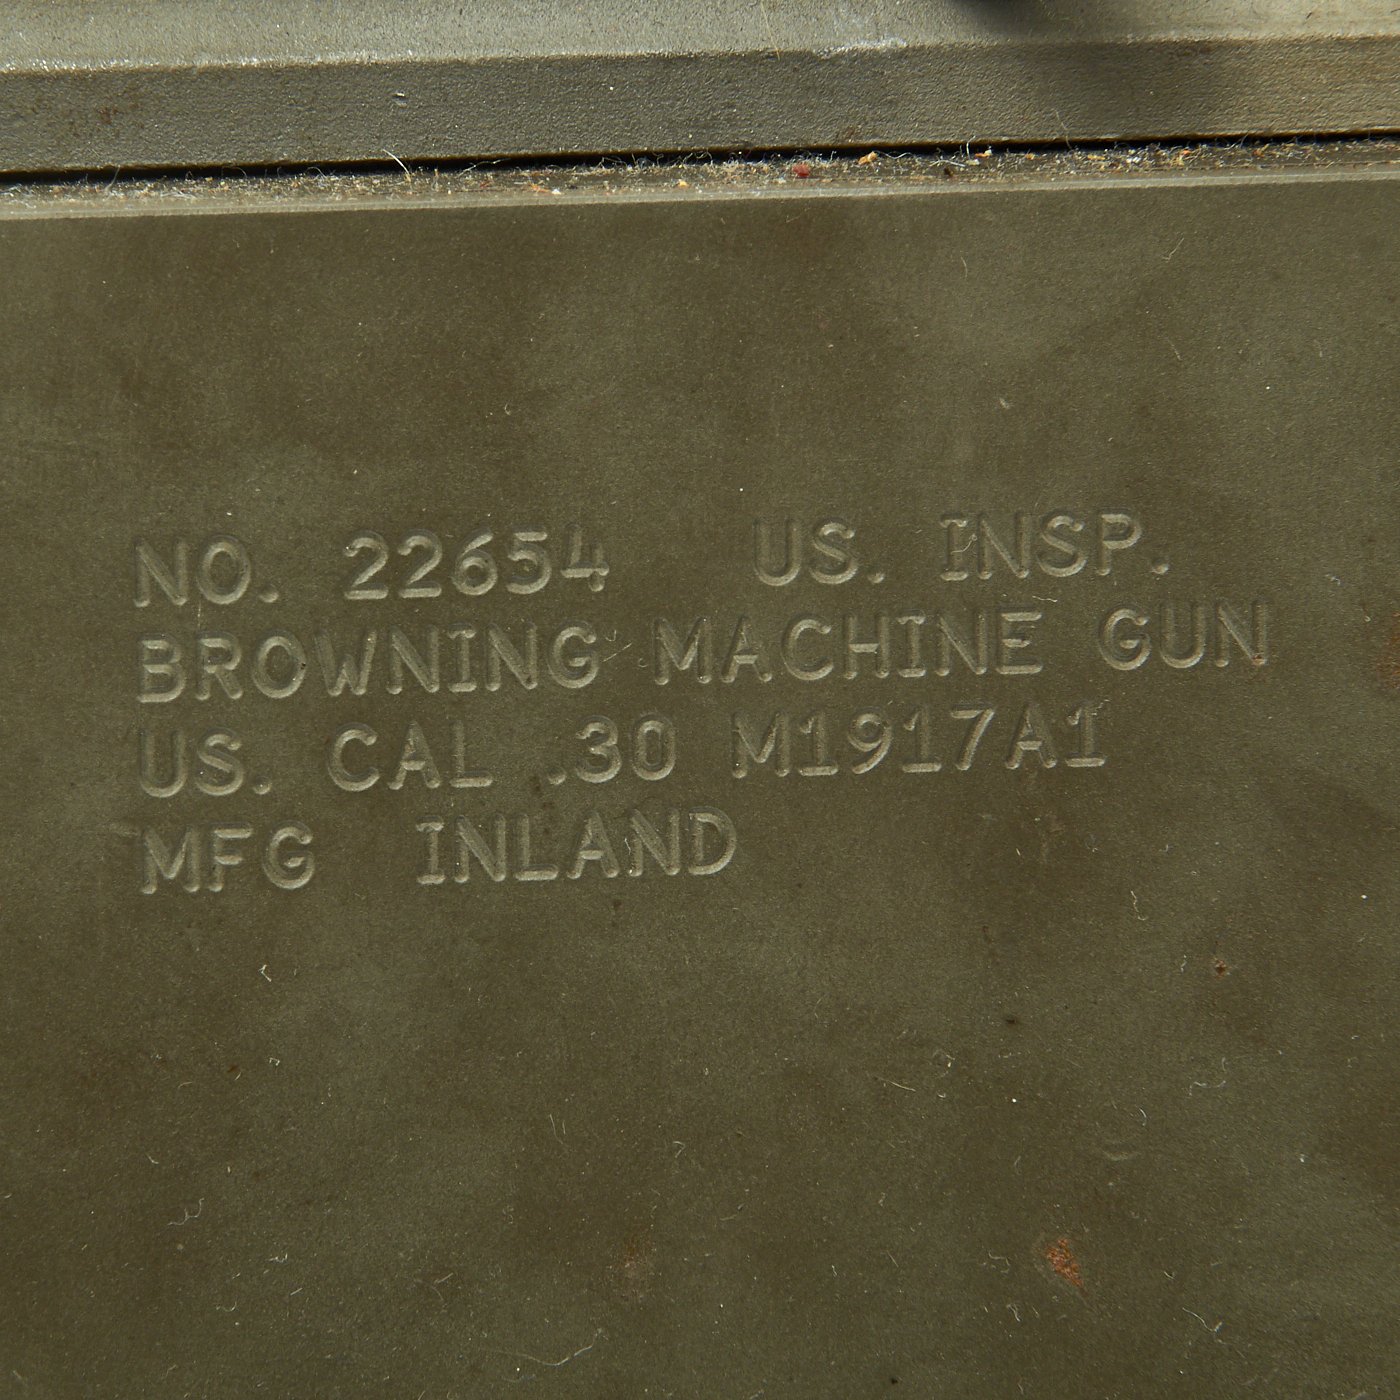 NO. 22654 US. INSP.
BROWNING MACHINE GUN
US. CAL .30 M1917A1
MFG INLAND